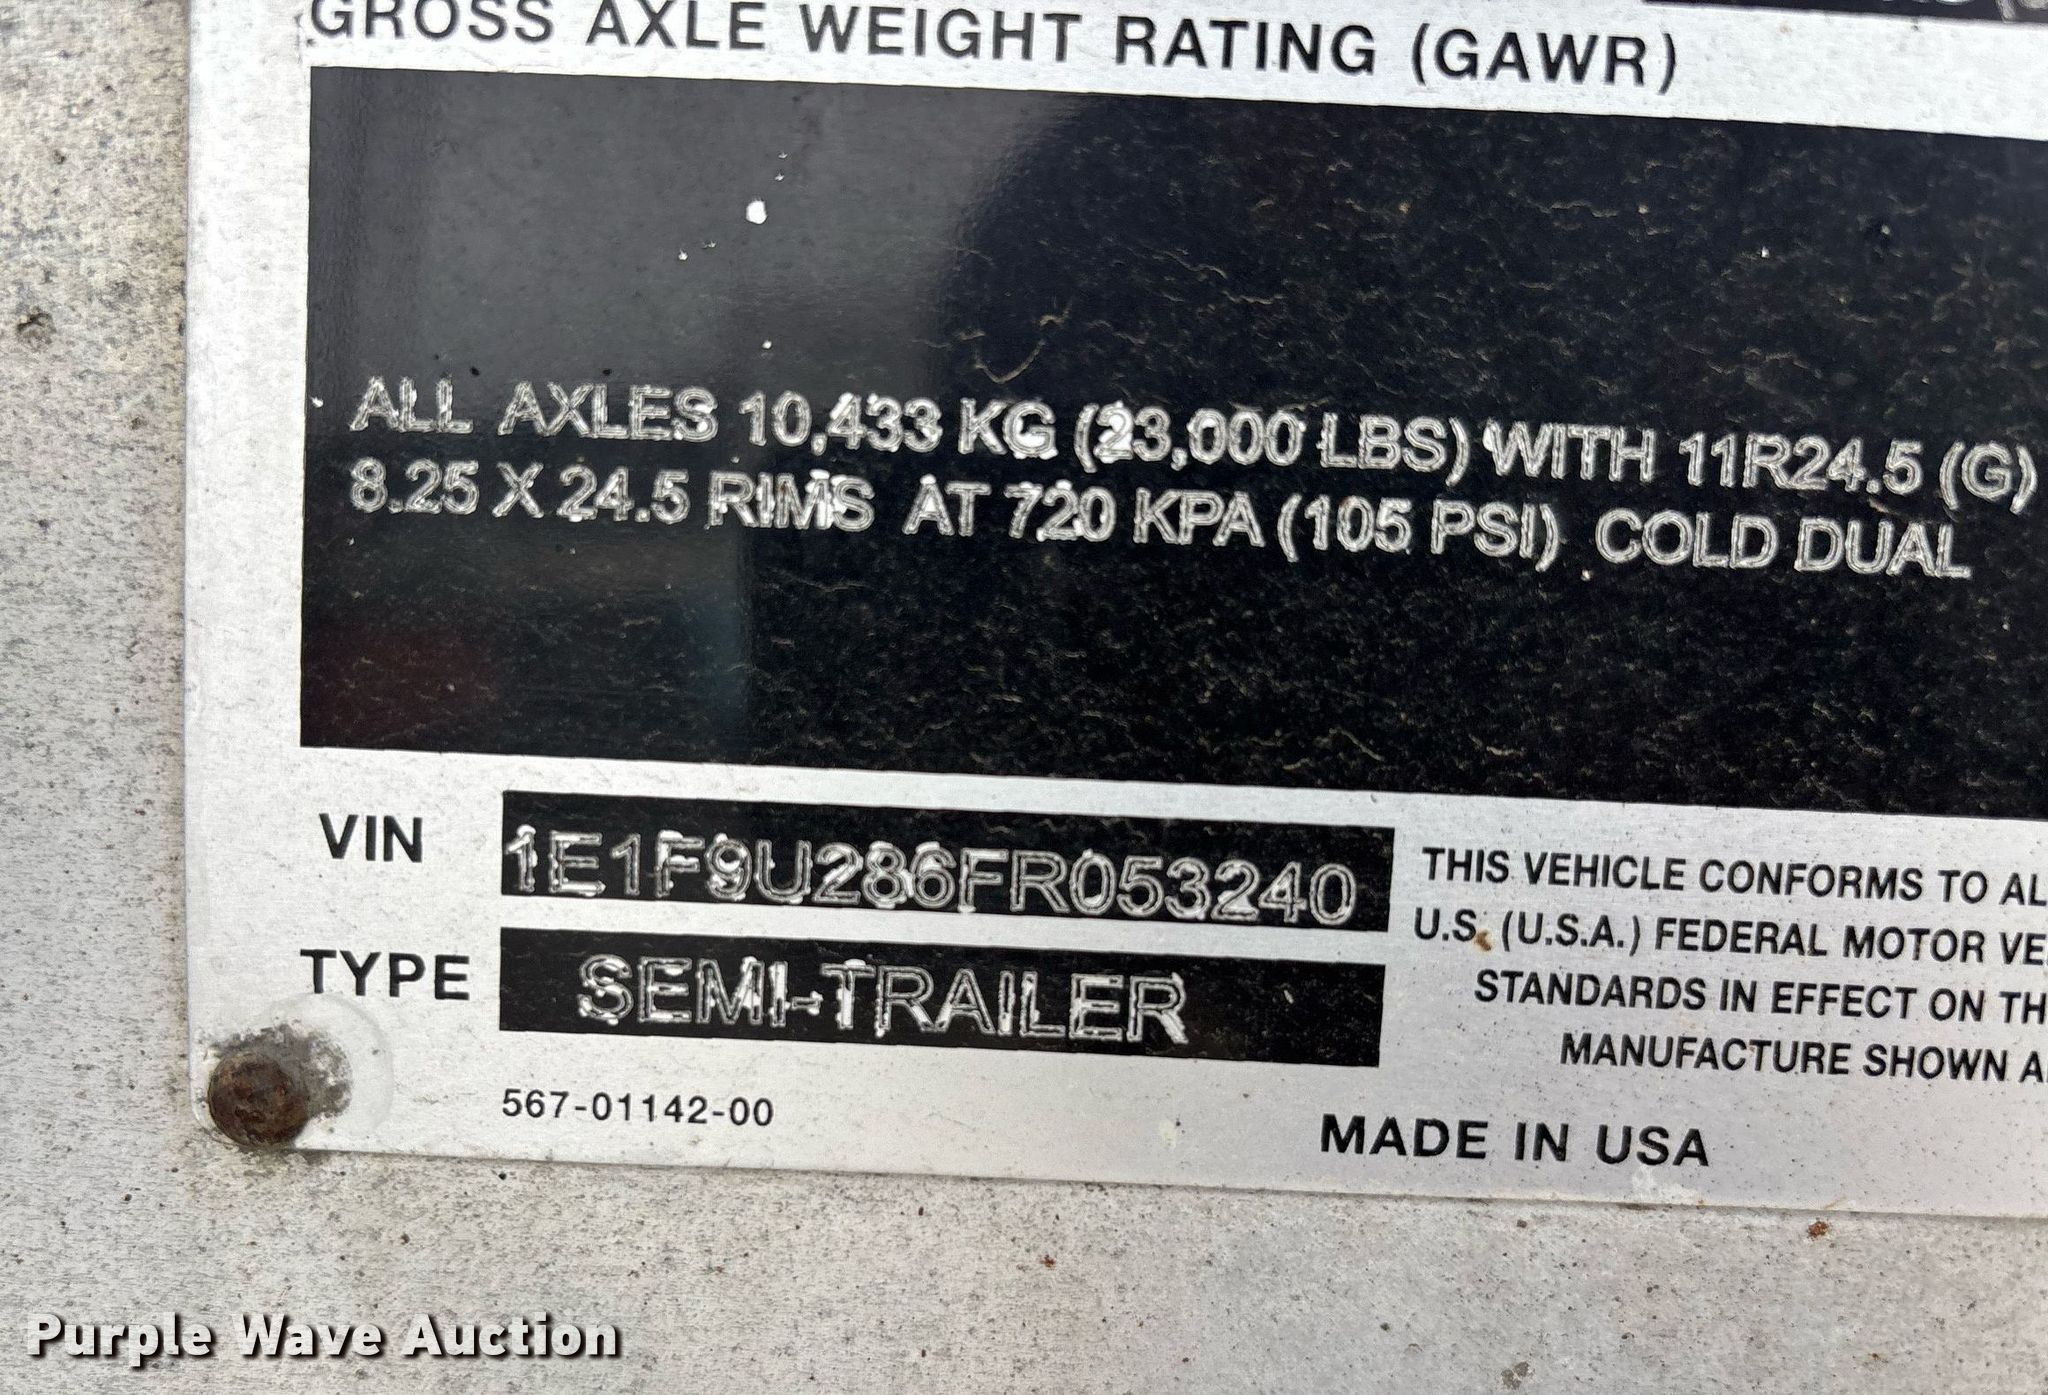 GROSS AXLE WEIGHT RATING (GAWR)
ALL AXLES 10,433 KG (23,000 LBS) WITH 11R24.5 (G)
8.25 X 24.5 RIMS AT 720 KPA (105 PSI) COLD DUAL
VIN 1E1F9U286FR053240
TYPE SEMI-TRAILER
THIS VEHICLE CONFORMS TO AL
U.S. (U.S.A.) FEDERAL MOTOR VE
STANDARDS IN EFFECT ON TH
MANUFACTURE SHOWN A
567-01142-00
MADE IN USA
Purple Wave Auction